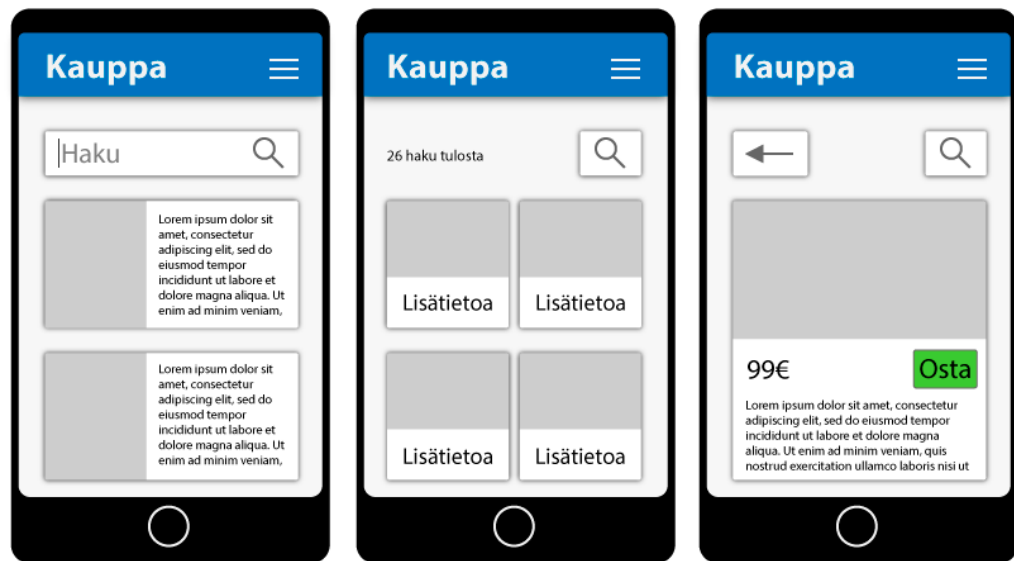 Kauppa
Haku
Lorem ipsum dolor sit
amet, consectetur
adipiscing elit, sed do
eiusmod tempor
incididunt ut labore et
dolore magna aliqua. Ut
enim ad minim veniam,
Lorem ipsum dolor sit
amet, consectetur
adipiscing elit, sed do
eiusmod tempor
incididunt ut labore et
dolore magna aliqua. Ut
enim ad minim veniam,
Kauppa
26 haku tulosta
Lisätietoa
Lisätietoa
Lisätietoa
Lisätietoa
Kauppa
99€
Osta
Lorem ipsum dolor sit amet, consectetur
adipiscing elit, sed do eiusmod tempor
incididunt ut labore et dolore magna
aliqua. Ut enim ad minim veniam, quis
nostrud exercitation ullamco laboris nisi ut